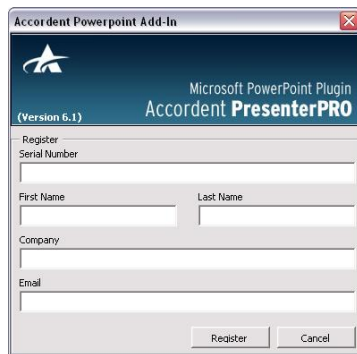 Accordent Powerpoint Add-In
Microsoft PowerPoint Plugin
(Version 6.1) Accordent PresenterPRO
Register
Serial Number
First Name Last Name
Company
Email
Register Cancel